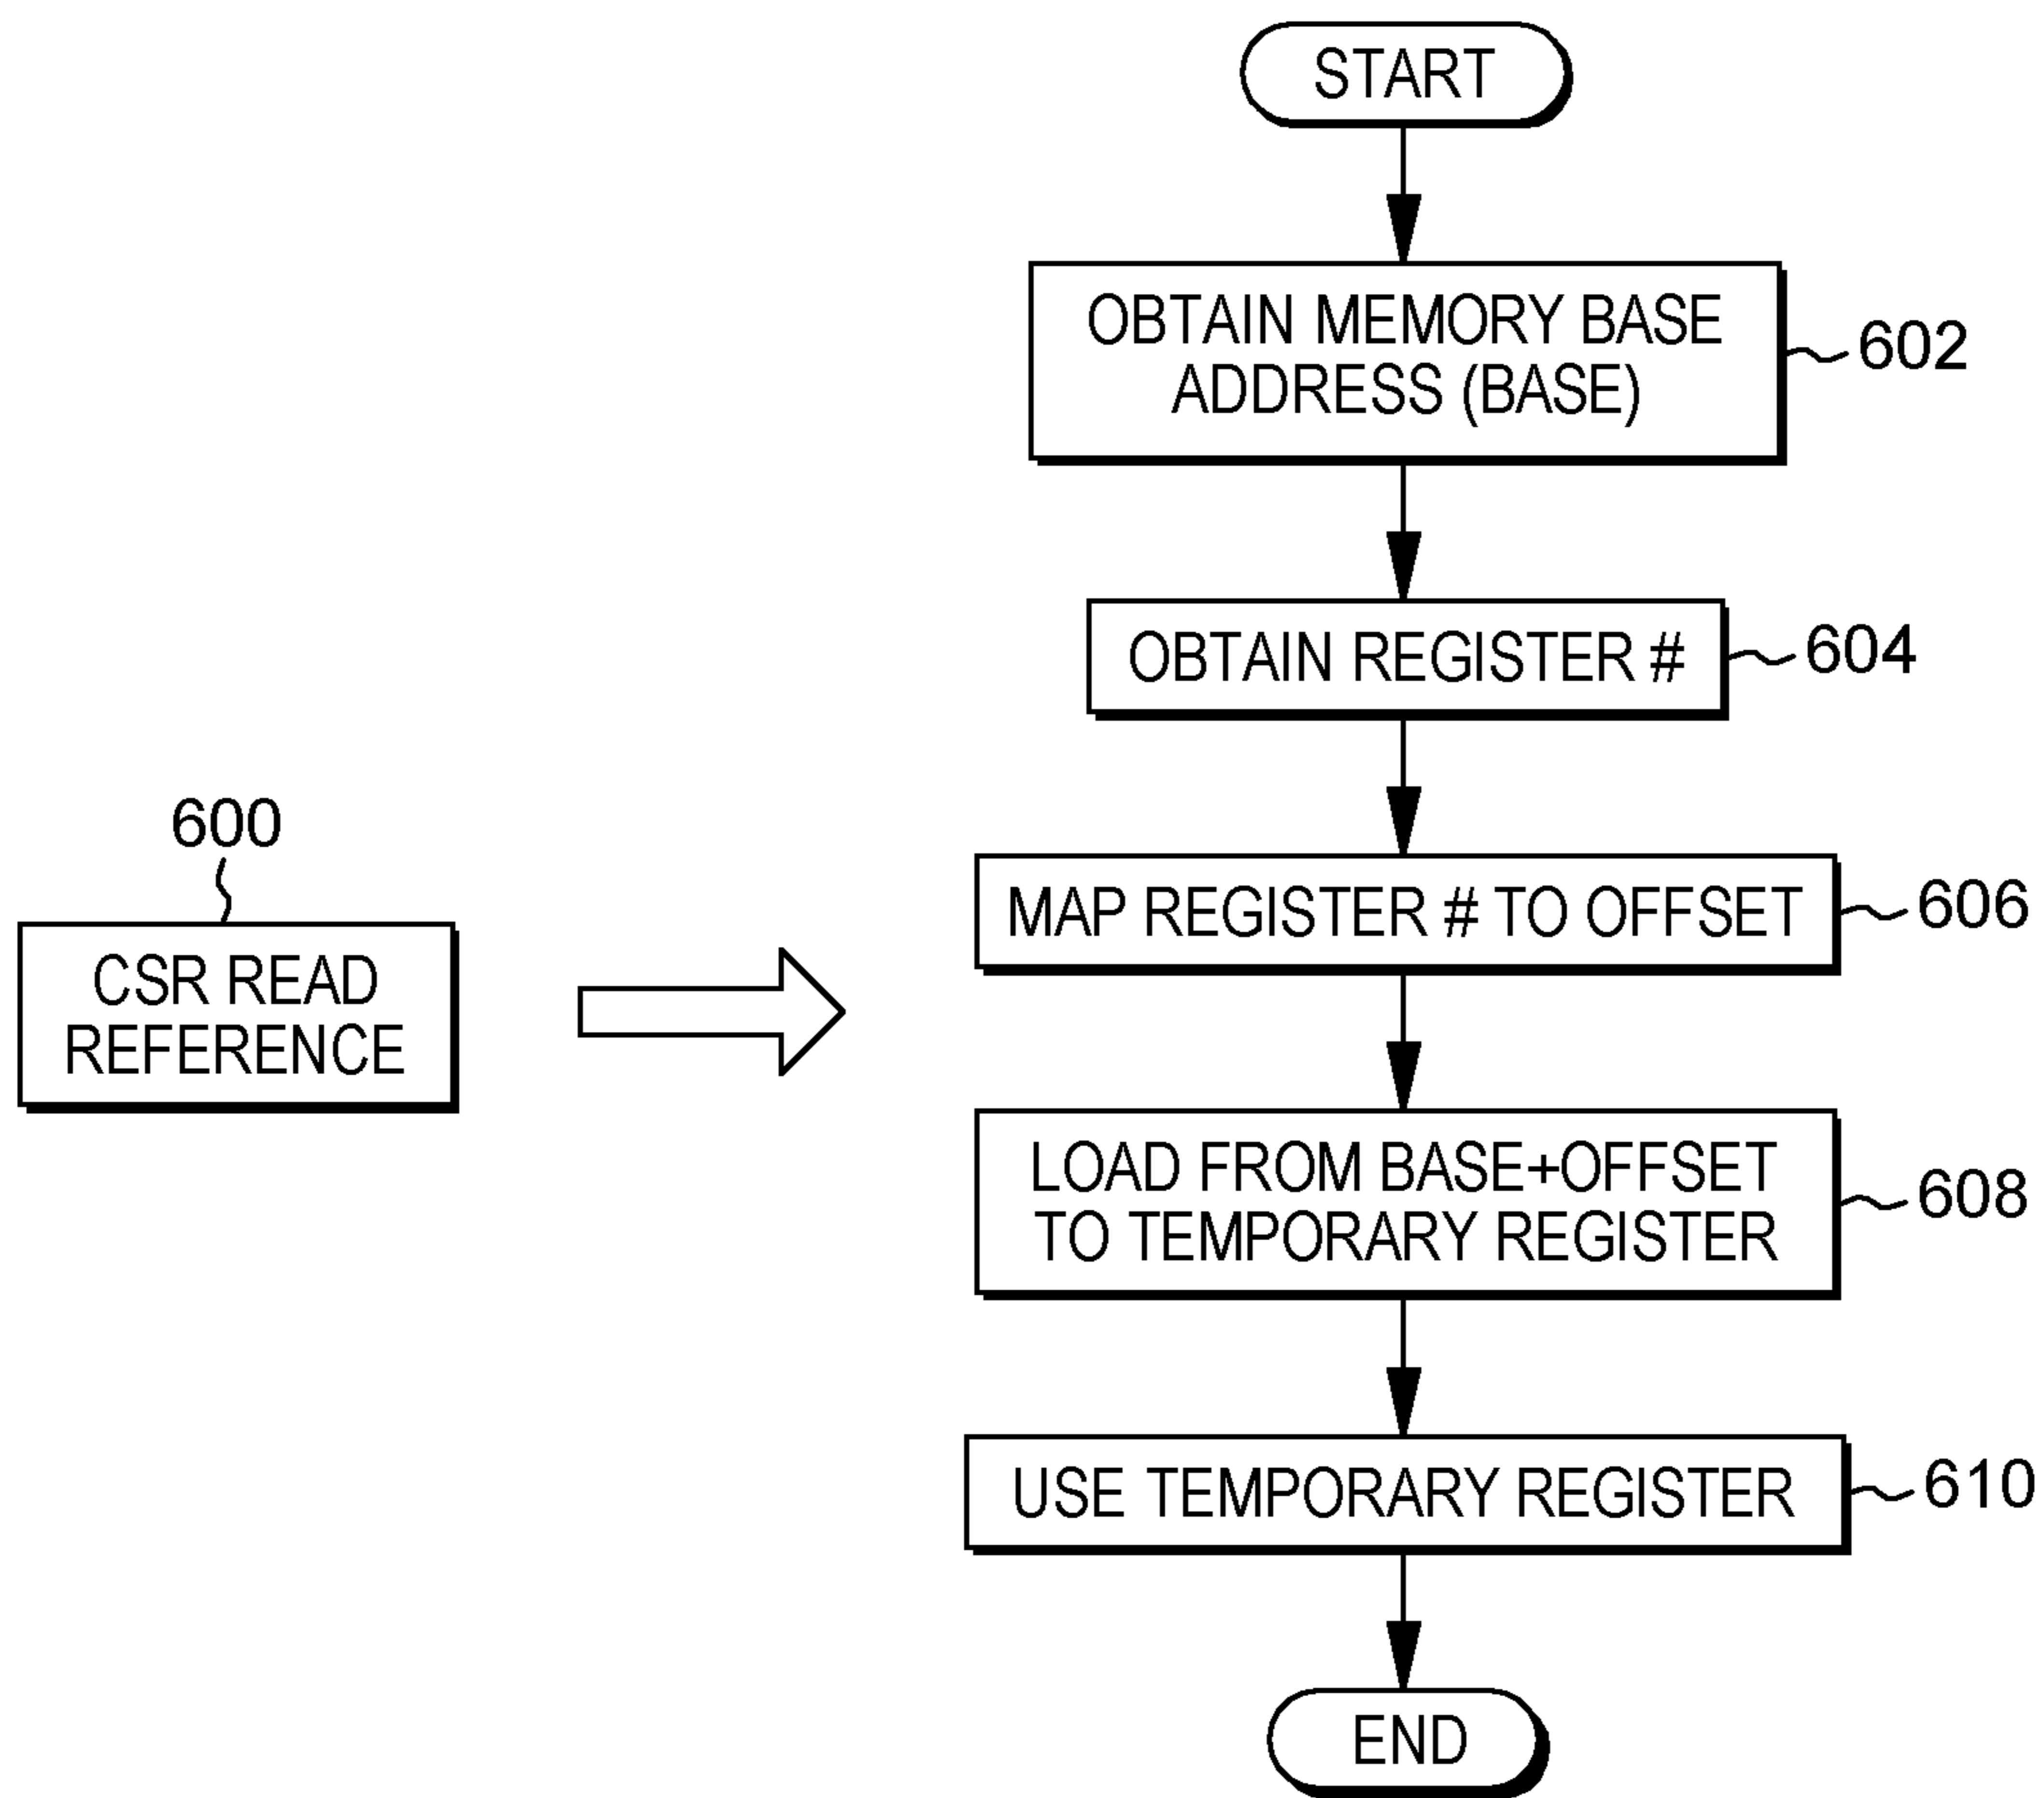 START
OBTAIN MEMORY BASE
ADDRESS (BASE)
602
OBTAIN REGISTER #
604
600
CSR READ
REFERENCE
MAP REGISTER # TO OFFSET
606
LOAD FROM BASE+OFFSET
TO TEMPORARY REGISTER
608
USE TEMPORARY REGISTER
610
END